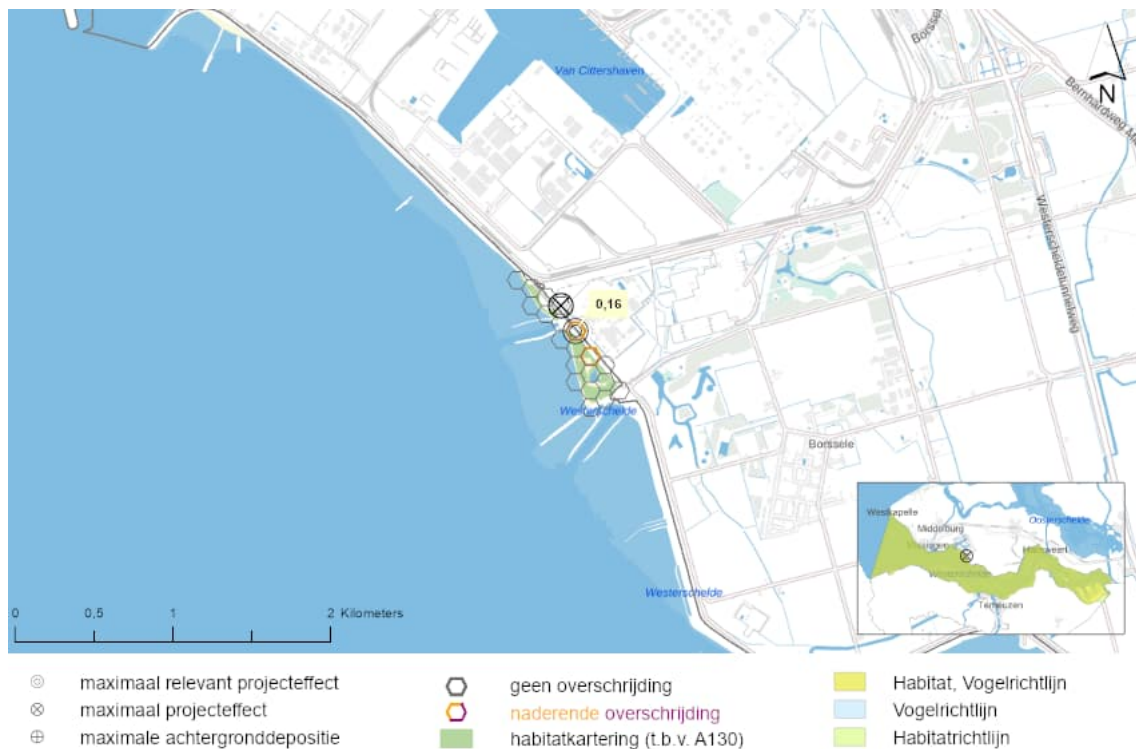 Borssel
Van Cittershaven
Bernhardweg
N
Westerscheldetunnelweg
0,16
Westerschelde
Borssele
Westkapelle
Oosterschelde
Middelburg
Westerschelde
Terneuzen
Westerschelde
0 0,5 1 2 Kilometers
maximaal relevant projecteffect
maximaal projecteffect
maximale achtergronddepositie
geen overschrijding
naderende overschrijding
habitatkartering (t.b.v. A130)
Habitat, Vogelrichtlijn
Vogelrichtlijn
Habitatrichtlijn